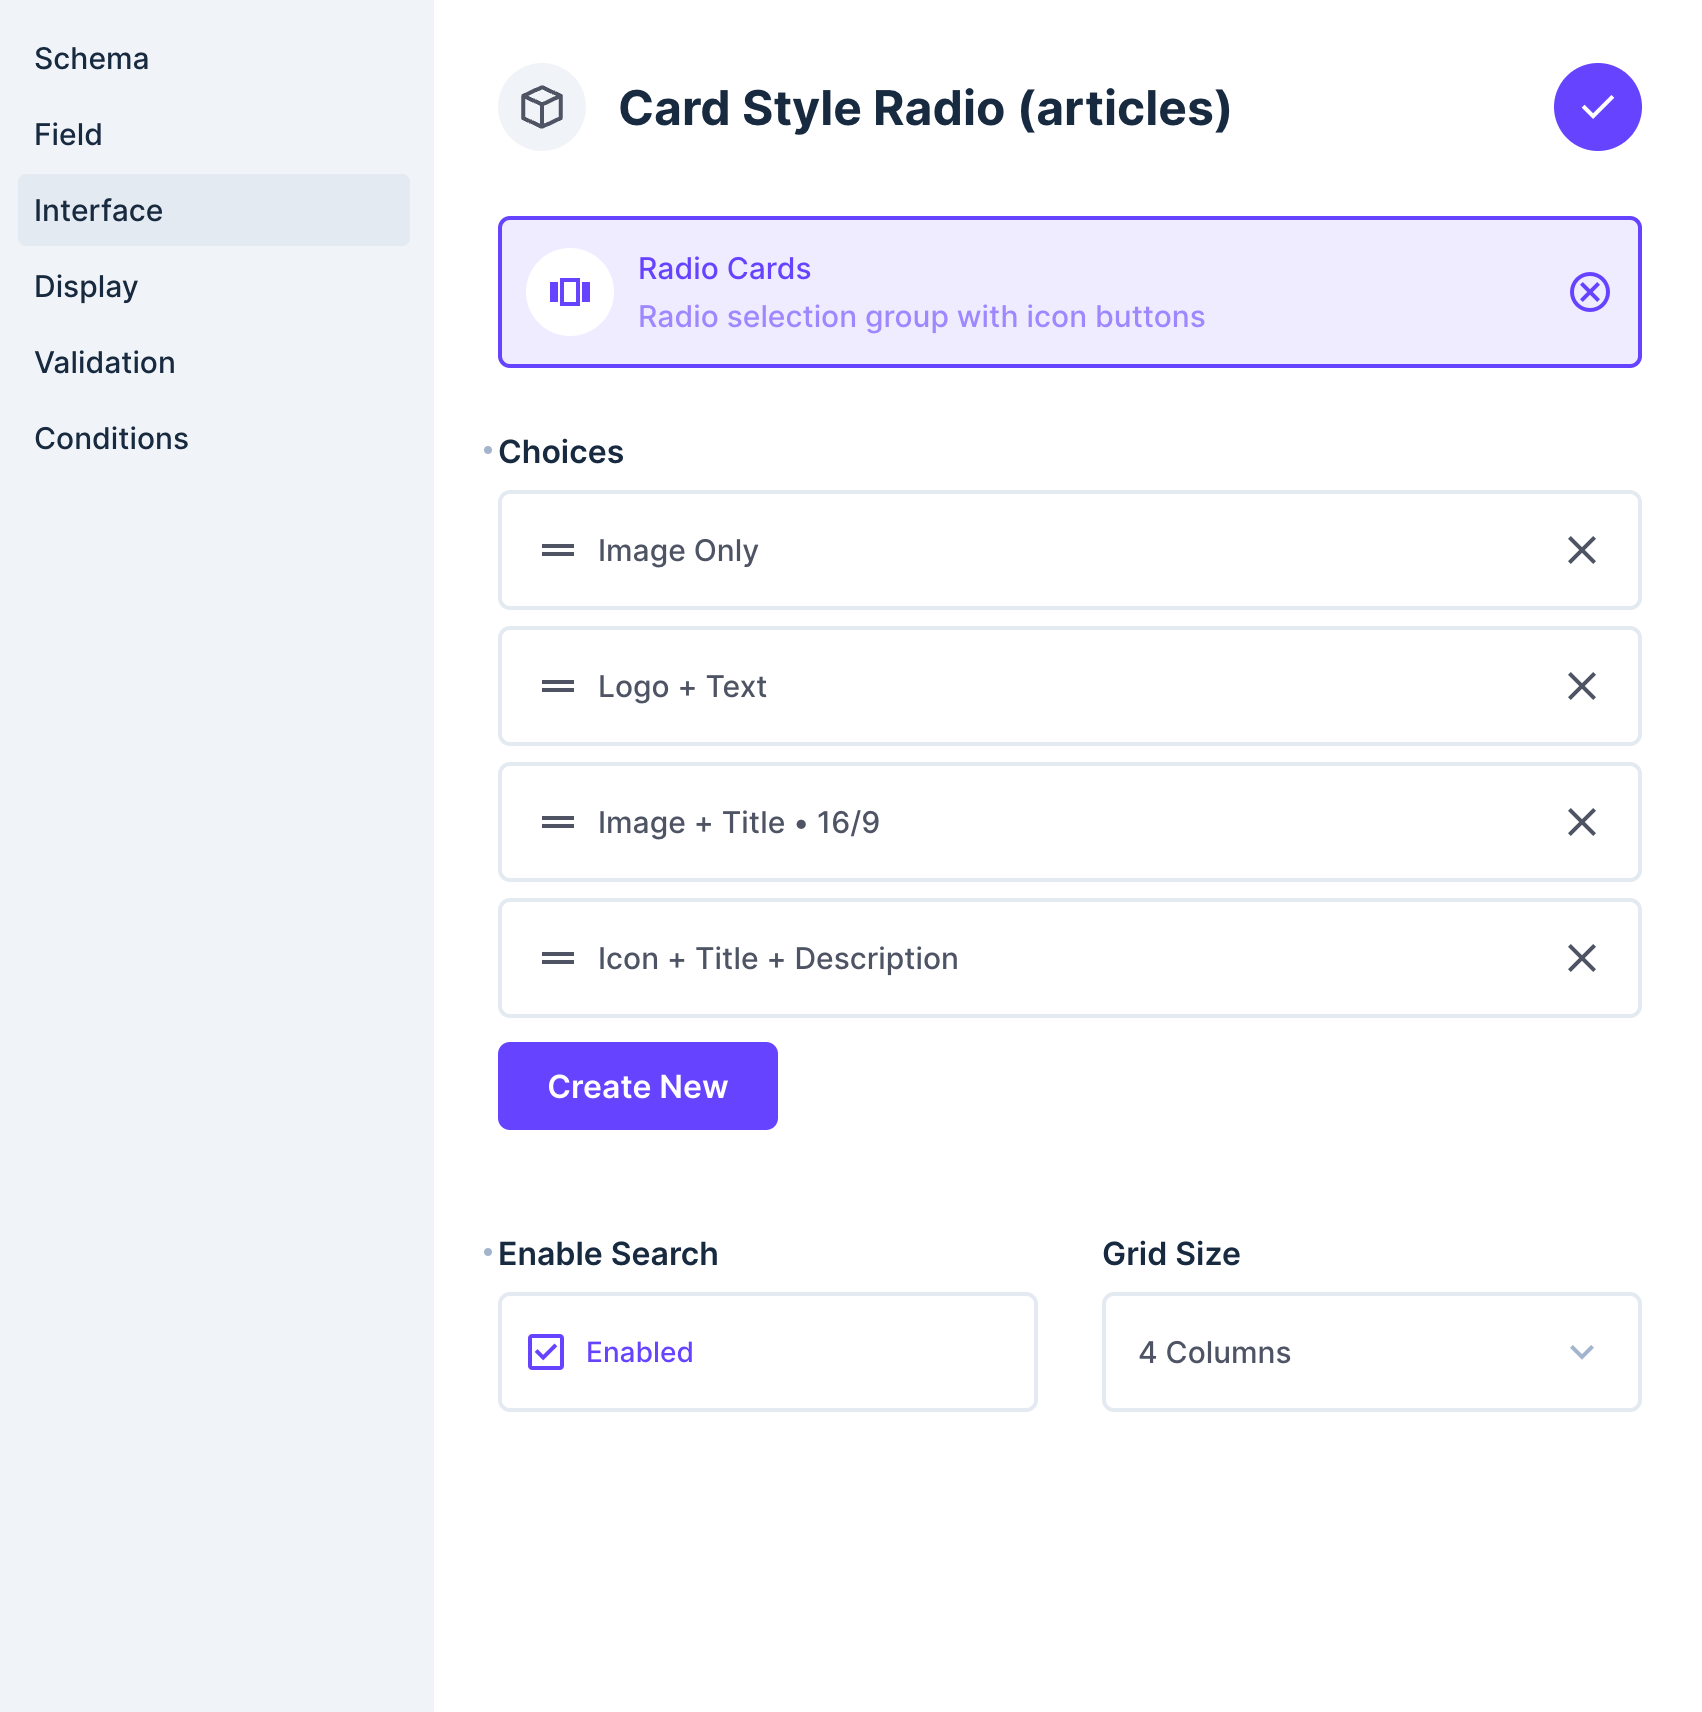 Schema
Field
Interface
Display
Validation
Conditions
Card Style Radio (articles)
Radio Cards
Radio selection group with icon buttons
Choices
Image Only
Logo + Text
Image + Title • 16/9
Icon + Title + Description
Create New
Enable Search
Enabled
Grid Size
4 Columns